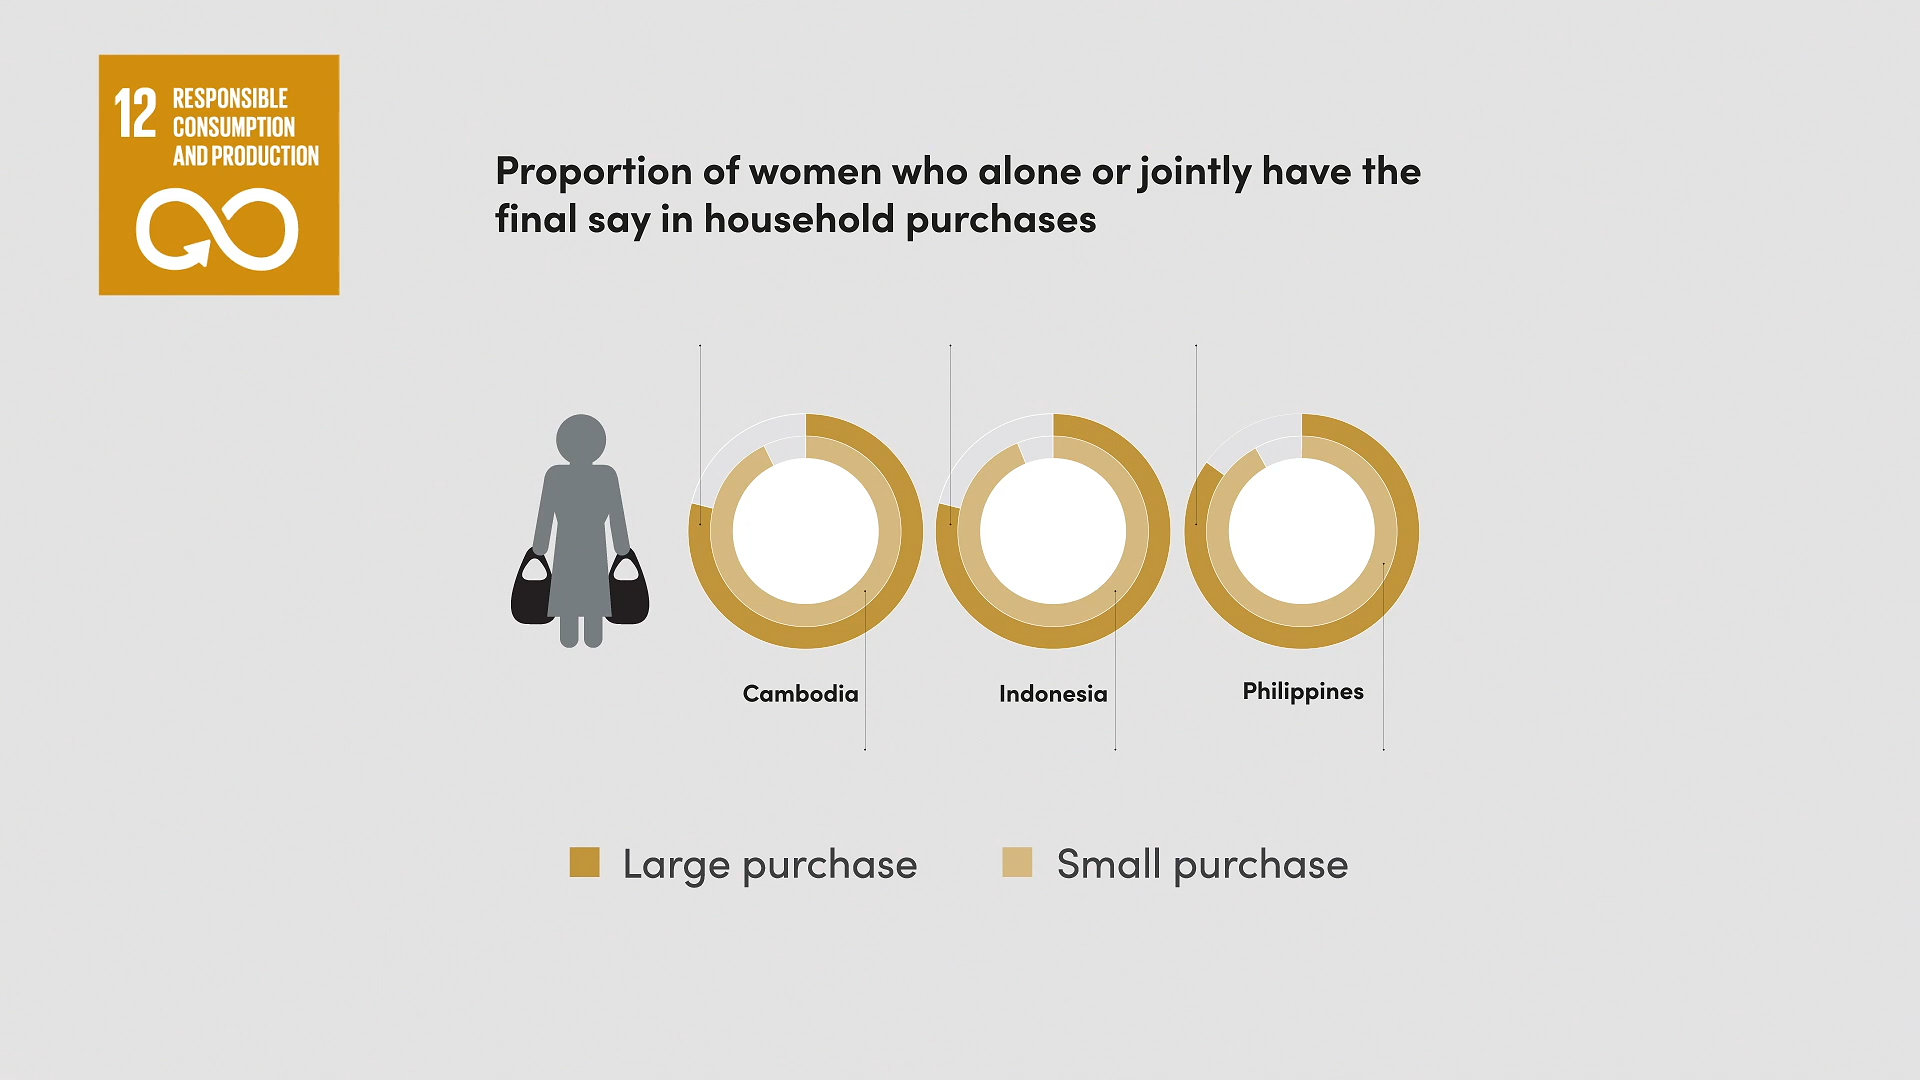 12 RESPONSIBLE
CONSUMPTION
AND PRODUCTION
Proportion of women who alone or jointly have the
final say in household purchases
Cambodia
Indonesia
Philippines
Large purchase
Small purchase